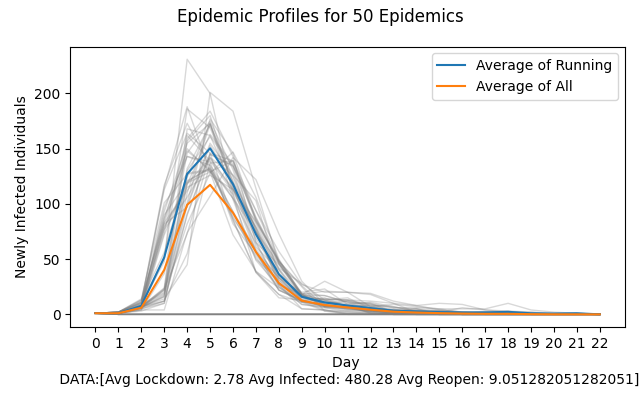 Epidemic Profiles for 50 Epidemics
Average of Running
Average of All
Newly Infected Individuals
200
150
100
50
0
0 1 2 3 4 5 6 7 8 9 10 11 12 13 14 15 16 17 18 19 20 21 22
Day
DATA:[Avg Lockdown: 2.78 Avg Infected: 480.28 Avg Reopen: 9.051282051282051]